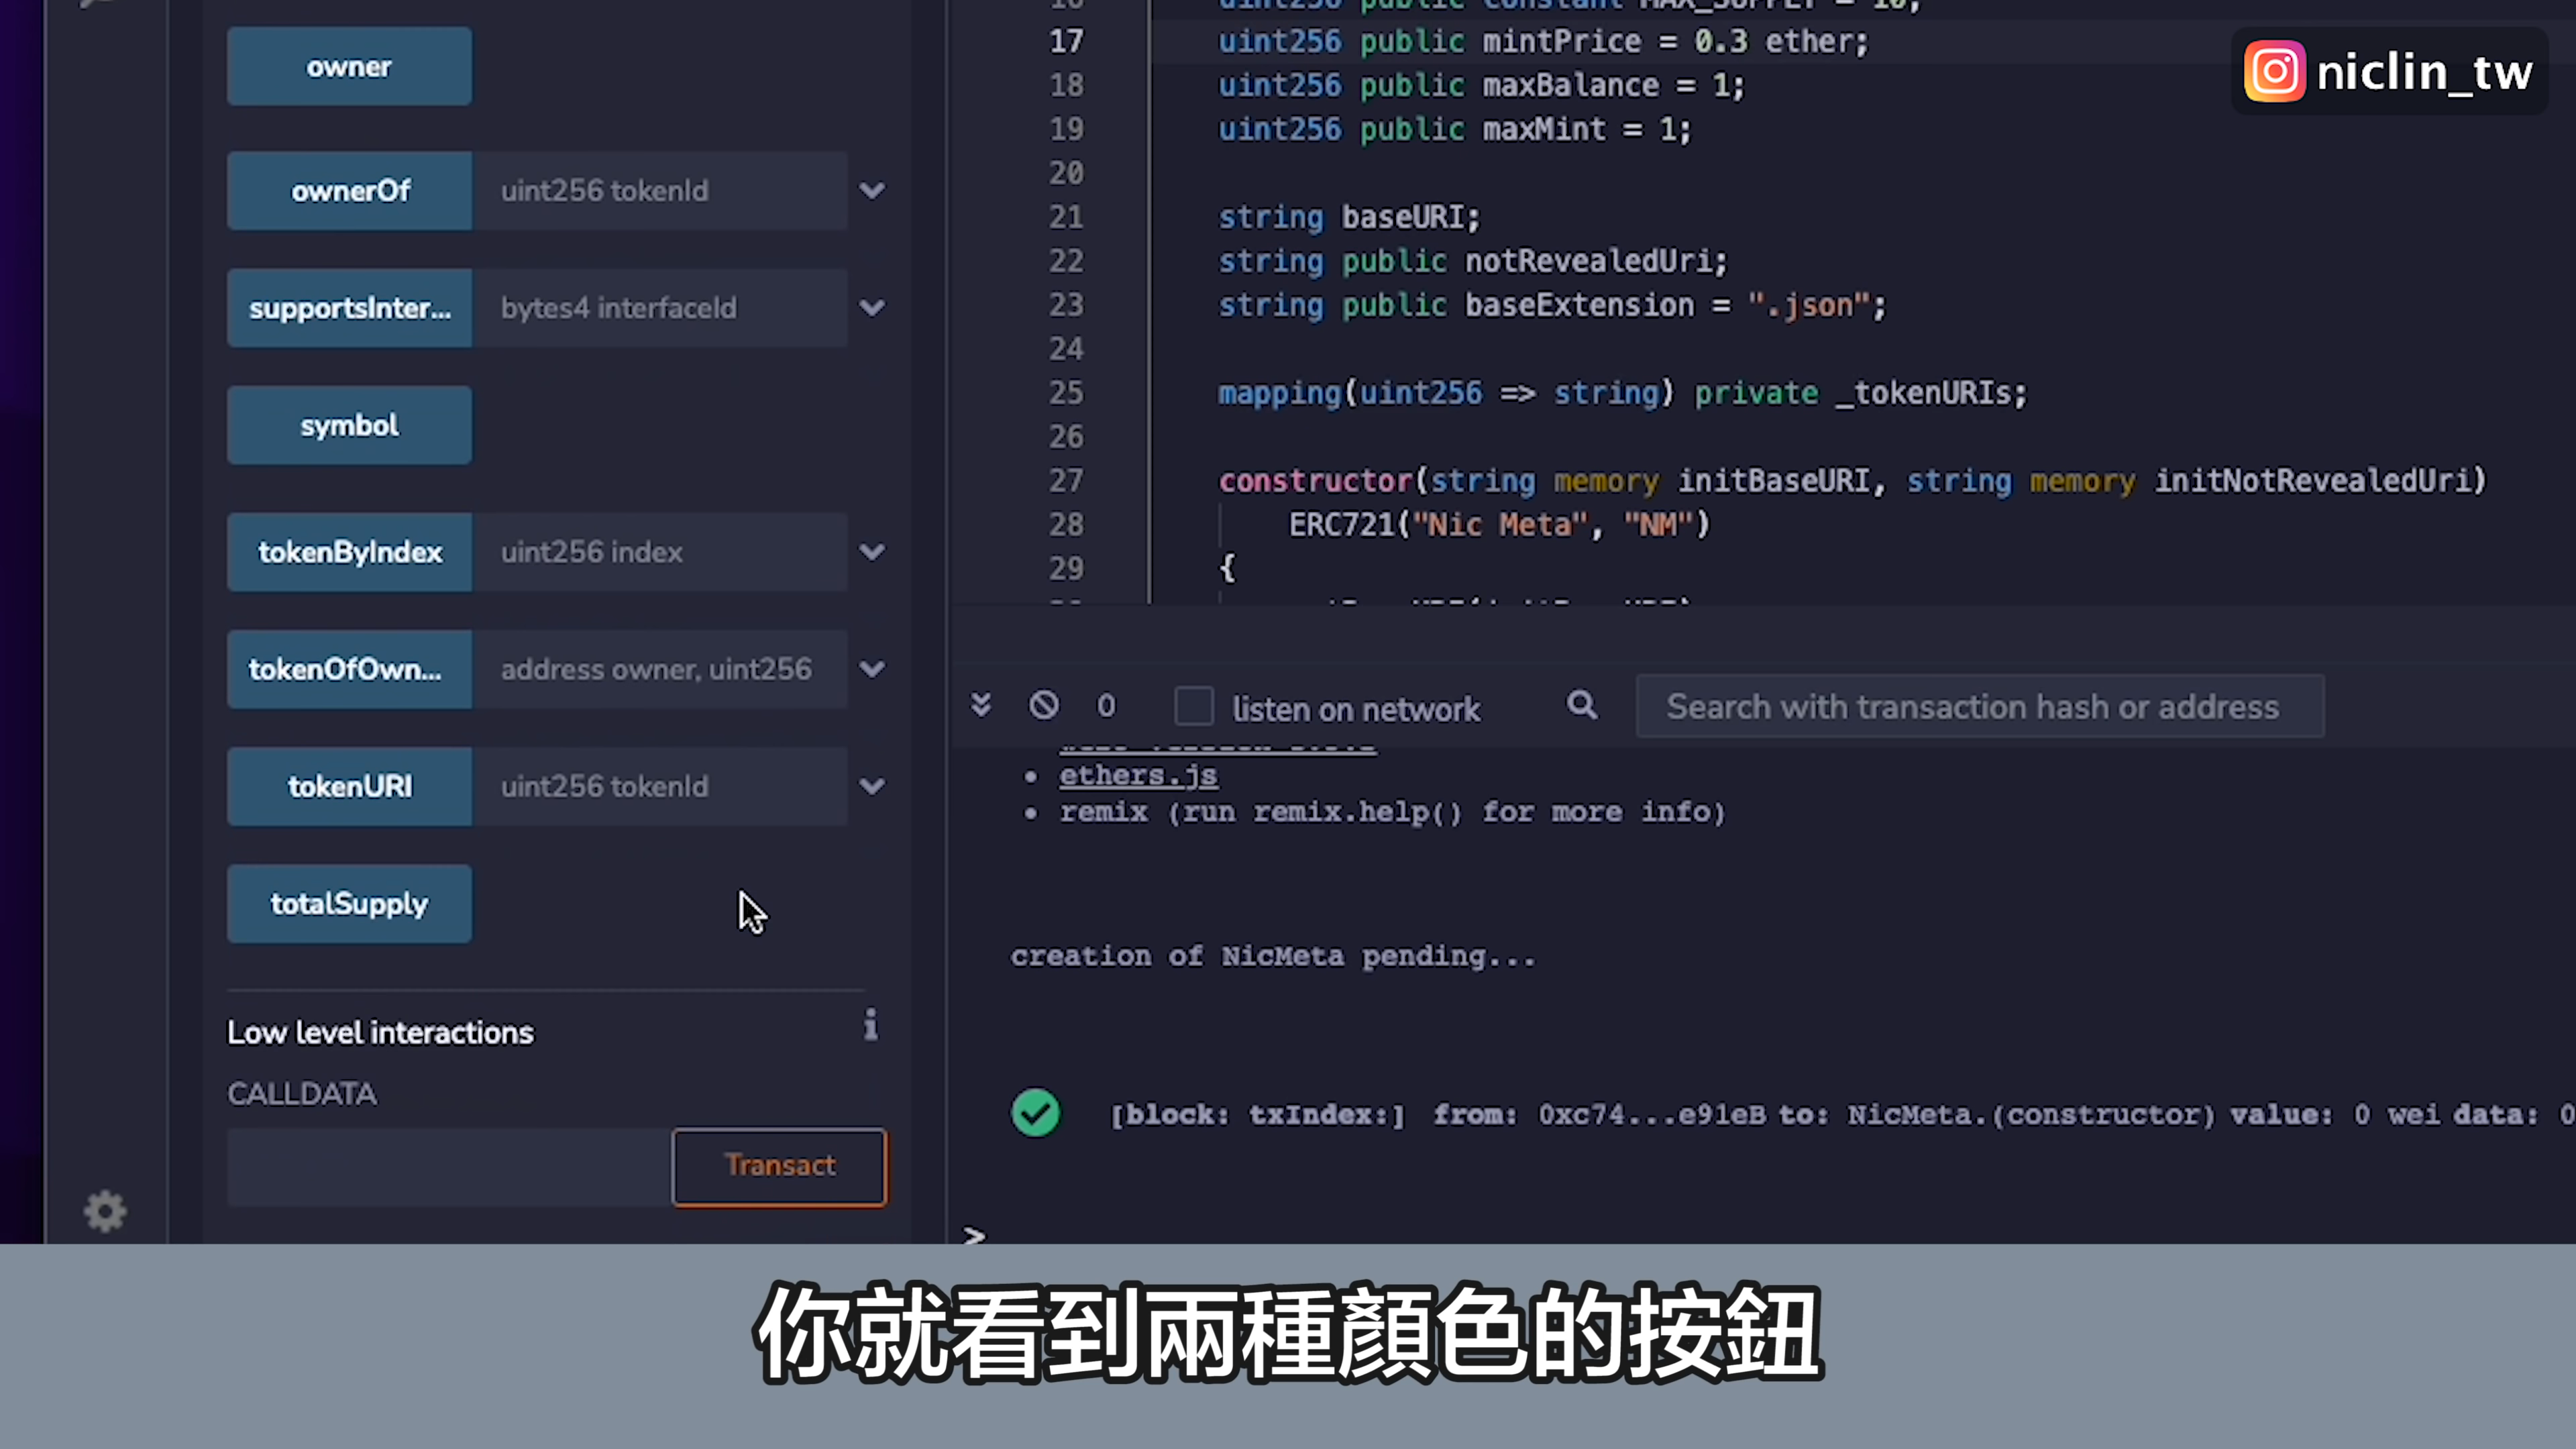 owner
ownerOf uint256 tokenId
supportsInter... bytes4 interfaceId
symbol
tokenByIndex uint256 index
tokenOfOwn... address owner, uint256
tokenURI uint256 tokenId
totalSupply
Low level interactions
CALLDATA
Transact
uint256 public constant MAX_SUPPLY = 10;
17 uint256 public mintPrice = 0.3 ether;
18 uint256 public maxBalance = 1;
19 uint256 public maxMint = 1;
20
21 string baseURI;
22 string public notRevealedUri;
23 string public baseExtension = ".json";
24
25 mapping(uint256 => string) private _tokenURIs;
26
27 constructor(string memory initBaseURI, string memory initNotRevealedUri)
28 ERC721("Nic Meta", "NM")
29 {
niclin_tw
0 listen on network Search with transaction hash or address
• ethers.js
• remix (run remix.help() for more info)
creation of NicMeta pending...
[block: txIndex:] from: 0xc74...e91eB to: NicMeta.(constructor) value: 0 wei data: 0
>
你就看到兩種顏色的按鈕